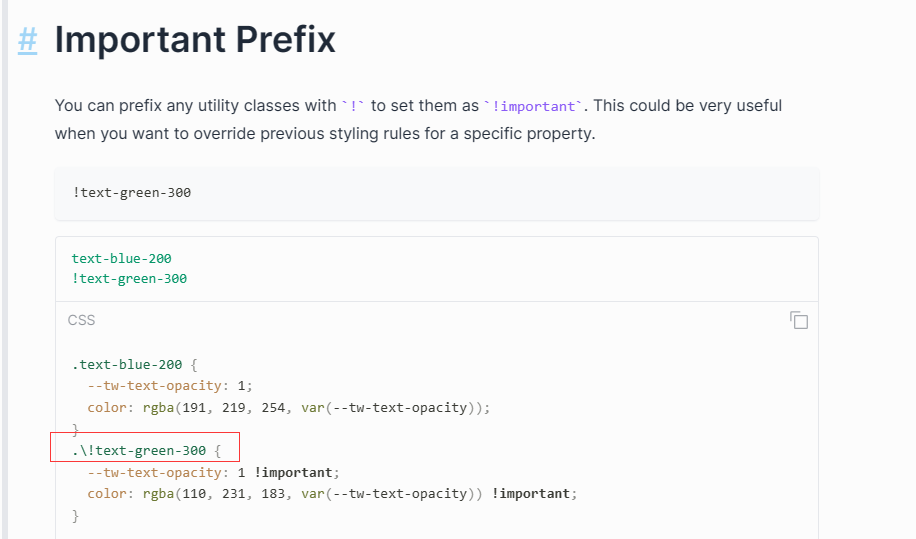 # Important Prefix
You can prefix any utility classes with `!` to set them as `!important`. This could be very useful
when you want to override previous styling rules for a specific property.
!text-green-300
text-blue-200
!text-green-300
CSS
.text-blue-200 {
--tw-text-opacity: 1;
color: rgba(191, 219, 254, var(--tw-text-opacity));
}
.\!text-green-300 {
--tw-text-opacity: 1 !important;
color: rgba(110, 231, 183, var(--tw-text-opacity)) !important;
}